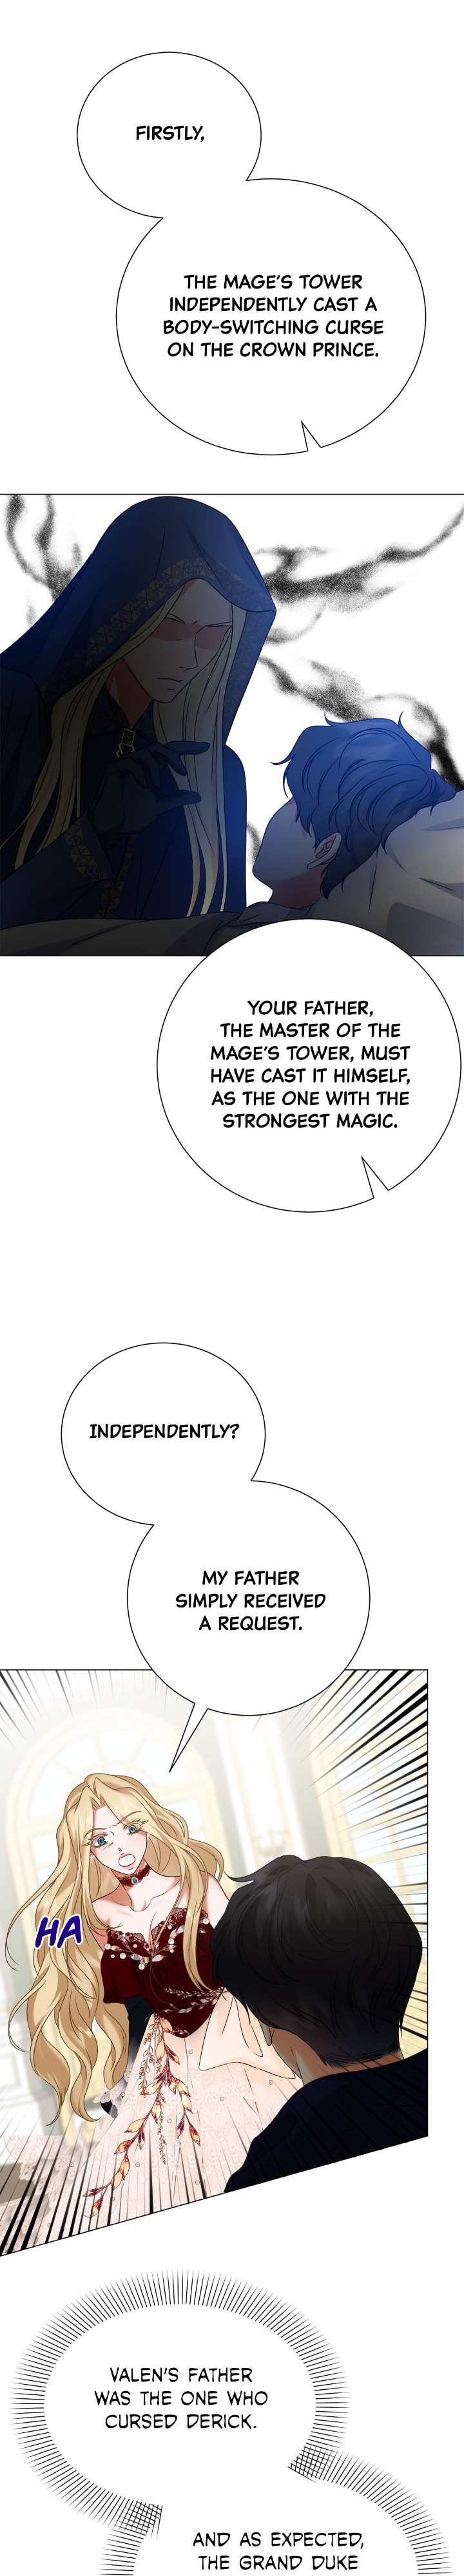 FIRSTLY,
THE MAGE'S TOWER
INDEPENDENTLY CAST A
BODY-SWITCHING CURSE
ON THE CROWN PRINCE.
YOUR FATHER,
THE MASTER OF THE
MAGE'S TOWER, MUST
HAVE CAST IT HIMSELF,
AS THE ONE WITH THE
STRONGEST MAGIC.
INDEPENDENTLY?
MY FATHER
SIMPLY RECEIVED
A REQUEST.
HA
VALEN'S FATHER
WAS THE ONE WHO
CURSED DERICK.
AND AS EXPECTED,
THE GRAND DUKE